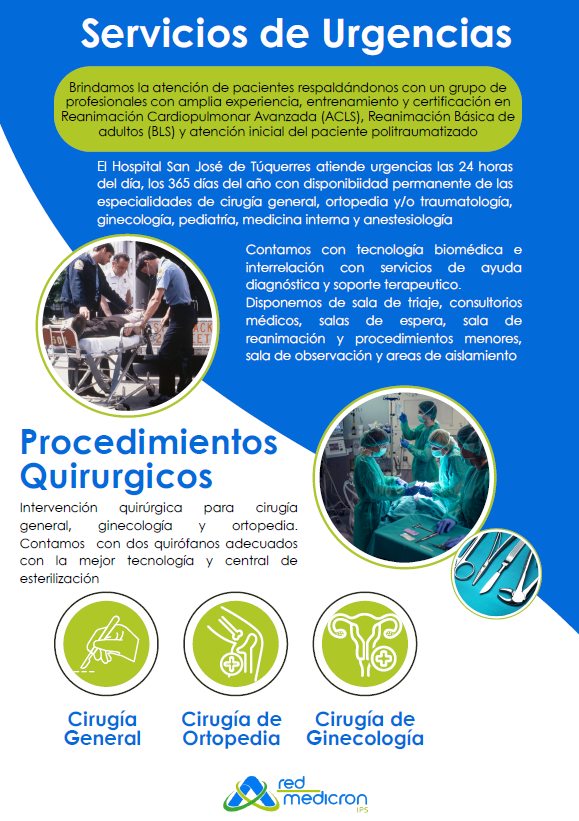 Servicios de Urgencias
Brindamos la atención de pacientes respaldándonos con un grupo de
profesionales con amplia experiencia, entrenamiento y certificación en
Reanimación Cardiopulmonar Avanzada (ACLS), Reanimación Básica de
adultos (BLS) y atención inicial del paciente politraumatizado
El Hospital San José de Túquerres atiende urgencias las 24 horas
del día, los 365 días del año con disponibiidad permanente de las
especialidades de cirugía general, ortopedia y/o traumatología,
ginecología, pediatría, medicina interna y anestesiología
Contamos con tecnología biomédica e
interrelación con servicios de ayuda
diagnóstica y soporte terapeutico.
Disponemos de sala de triaje, consultorios
médicos, salas de espera, sala de
reanimación y procedimientos menores,
sala de observación y areas de aislamiento
Procedimientos
Quirurgicos
Intervención quirúrgica para cirugía
general, ginecología y ortopedia.
Contamos con dos quirófanos adecuados
con la mejor tecnología y central de
esterilización
Cirugía
General
Cirugía de
Ortopedia
Cirugía de
Ginecología
red
medicron
IPS